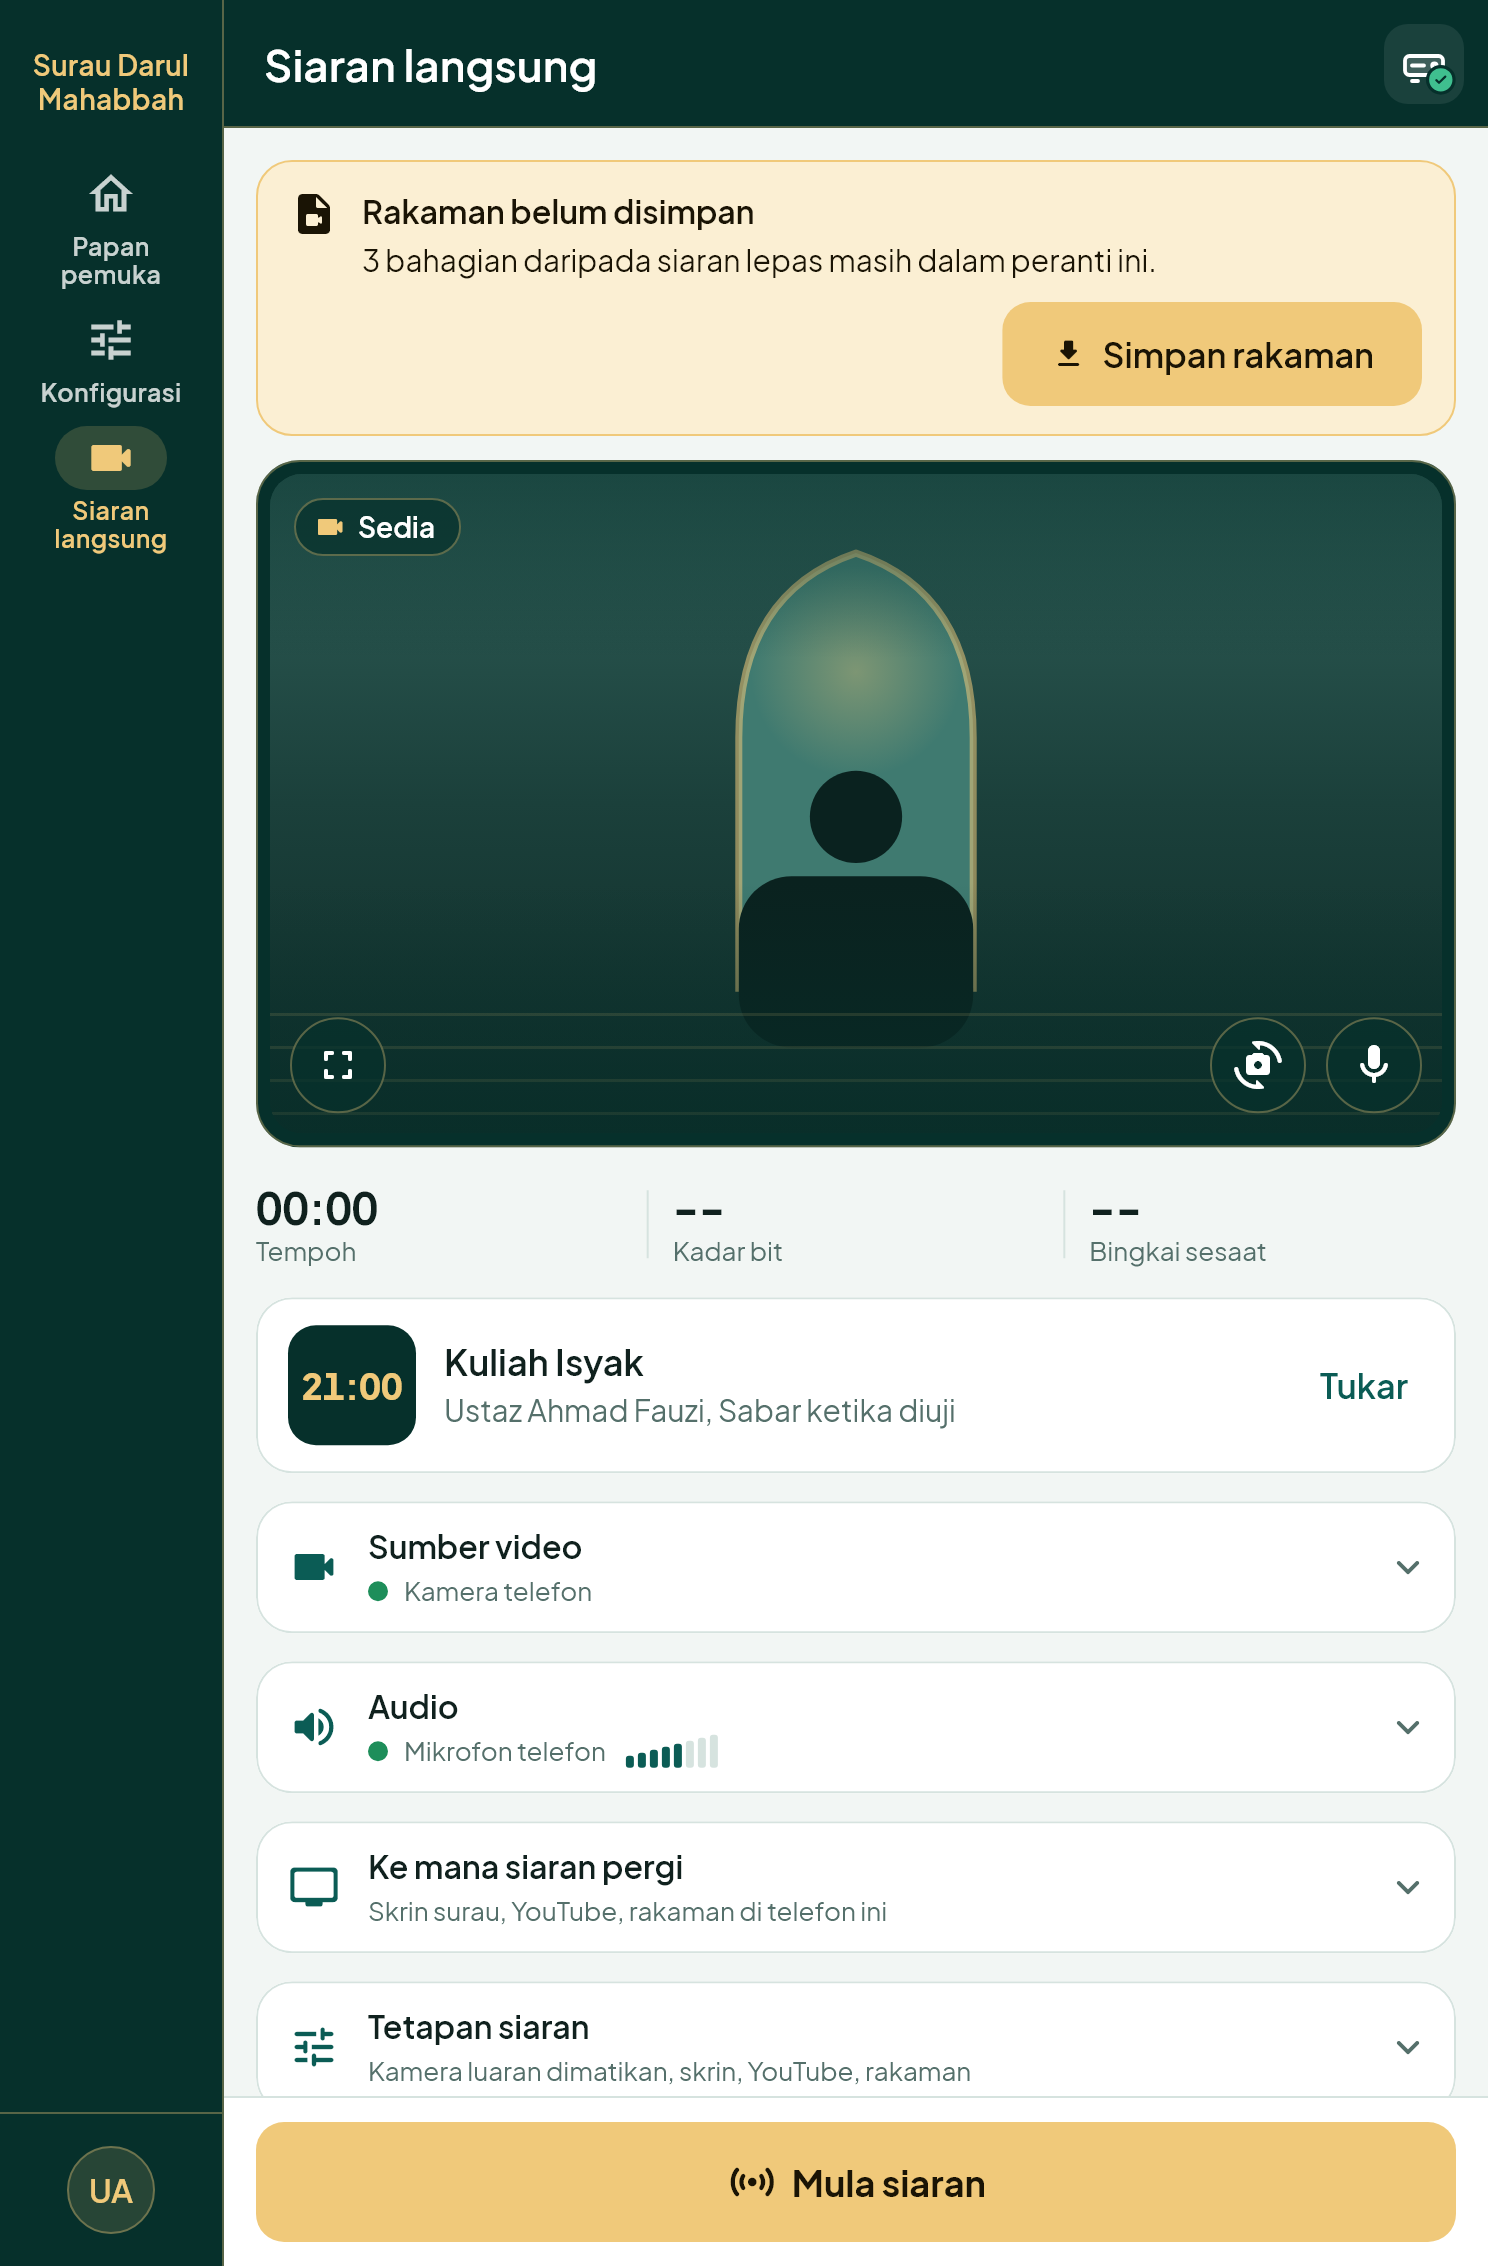 Surau Darul
Mahabbah
Papan
pemuka
Konfigurasi
Siaran
langsung
UA
Siaran langsung
Rakaman belum disimpan
3 bahagian daripada siaran lepas masih dalam peranti ini.
Simpan rakaman
Sedia
00:00
Tempoh
--
Kadar bit
--
Bingkai sesaat
21:00
Kuliah Isyak
Ustaz Ahmad Fauzi, Sabar ketika diuji
Tukar
Sumber video
Kamera telefon
Audio
Mikrofon telefon
Ke mana siaran pergi
Skrin surau, YouTube, rakaman di telefon ini
Tetapan siaran
Kamera luaran dimatikan, skrin, YouTube, rakaman
Mula siaran